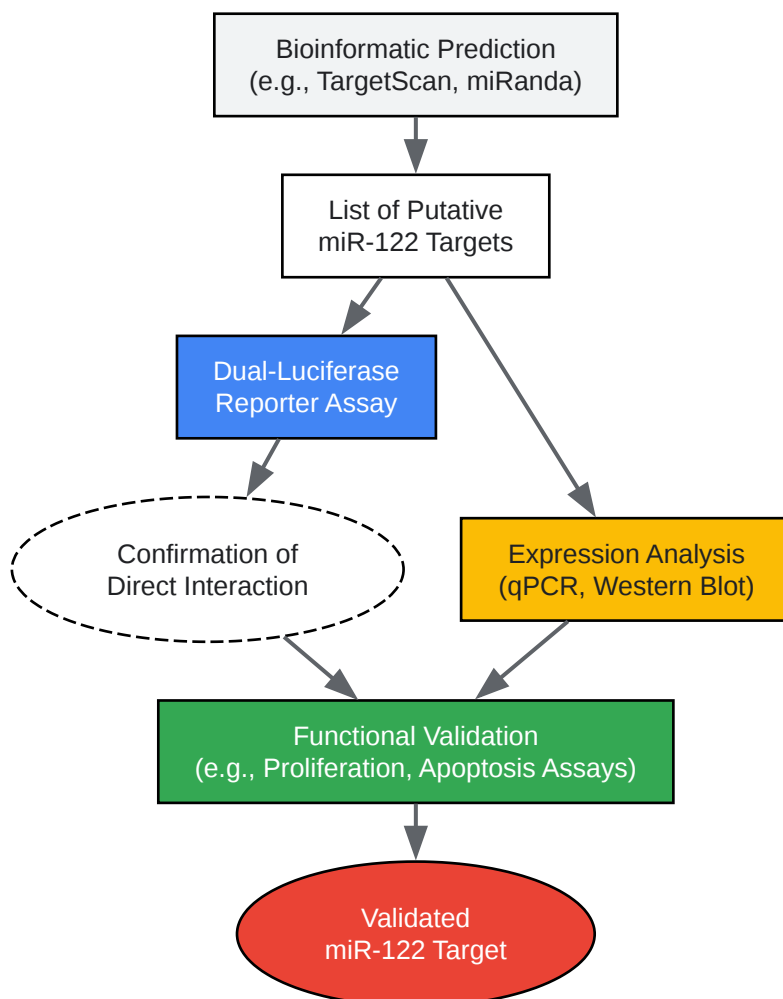 Bioinformatic Prediction
(e.g., TargetScan, miRanda)
List of Putative
miR-122 Targets
Dual-Luciferase
Reporter Assay
Confirmation of
Direct Interaction
Expression Analysis
(qPCR, Western Blot)
Functional Validation
(e.g., Proliferation, Apoptosis Assays)
Validated
miR-122 Target